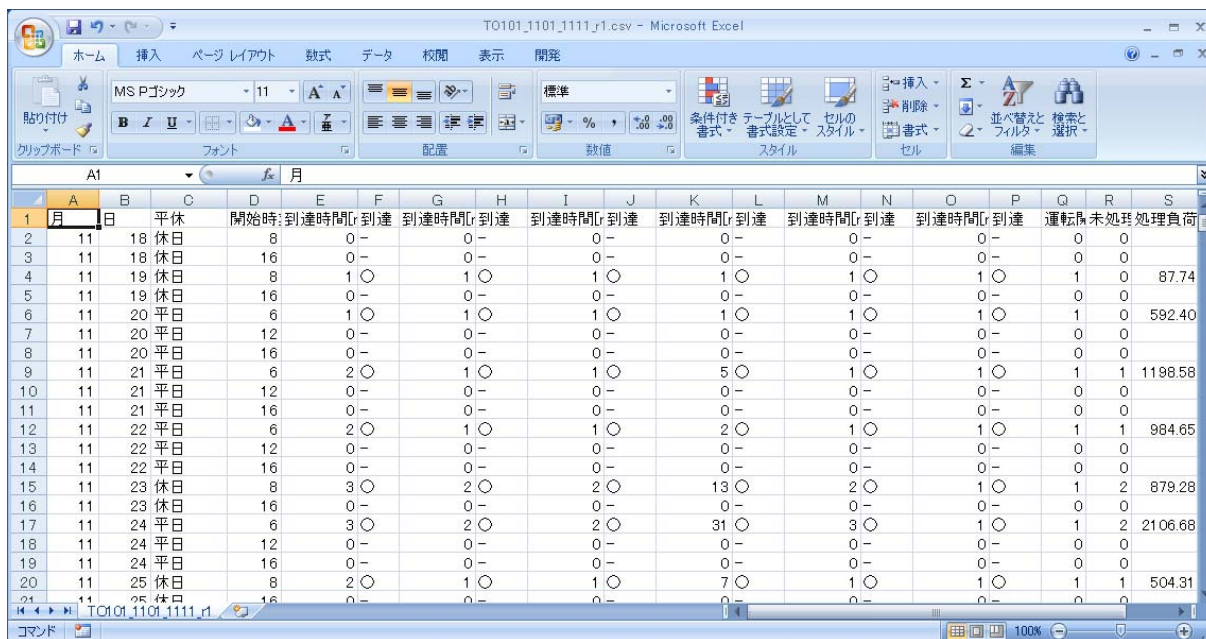 TO101_1101_1111_r1.csv - Microsoft Excel
ホーム 挿入 ページ レイアウト 数式 データ 校閲 表示 開発
貼り付け
クリップボード
MS Pゴシック 11 A A
B I U A
フォント
配置
標準
% , .0 .00 .00 .0
数値
条件付き書式 テーブルとして書式設定 セルのスタイル
スタイル
挿入
削除
書式
セル
Σ
並べ替えとフィルタ 検索と選択
編集
A1 fx 月
A B C D E F G H I J K L M N O P Q R S
1 月 日 平休 開始時 到達時間[ 到達 到達時間[ 到達 到達時間[ 到達 到達時間[ 到達 到達時間[ 到達 到達時間[ 到達 運転 未処理 処理負荷
2 11 18 休日 8 0 - 0 - 0 - 0 - 0 - 0 - 0 0
3 11 18 休日 16 0 - 0 - 0 - 0 - 0 - 0 - 0 0
4 11 19 休日 8 1 ○ 1 ○ 1 ○ 1 ○ 1 ○ 1 ○ 1 0 87.74
5 11 19 休日 16 0 - 0 - 0 - 0 - 0 - 0 - 0 0
6 11 20 平日 6 1 ○ 1 ○ 1 ○ 1 ○ 1 ○ 1 ○ 1 0 592.40
7 11 20 平日 12 0 - 0 - 0 - 0 - 0 - 0 - 0 0
8 11 20 平日 16 0 - 0 - 0 - 0 - 0 - 0 - 0 0
9 11 21 平日 6 2 ○ 1 ○ 1 ○ 5 ○ 1 ○ 1 ○ 1 1 1198.58
10 11 21 平日 12 0 - 0 - 0 - 0 - 0 - 0 - 0 0
11 11 21 平日 16 0 - 0 - 0 - 0 - 0 - 0 - 0 0
12 11 22 平日 6 2 ○ 1 ○ 1 ○ 2 ○ 1 ○ 1 ○ 1 1 984.65
13 11 22 平日 12 0 - 0 - 0 - 0 - 0 - 0 - 0 0
14 11 22 平日 16 0 - 0 - 0 - 0 - 0 - 0 - 0 0
15 11 23 休日 8 3 ○ 2 ○ 2 ○ 13 ○ 2 ○ 1 ○ 1 2 879.28
16 11 23 休日 16 0 - 0 - 0 - 0 - 0 - 0 - 0 0
17 11 24 平日 6 3 ○ 2 ○ 2 ○ 31 ○ 3 ○ 1 ○ 1 2 2106.68
18 11 24 平日 12 0 - 0 - 0 - 0 - 0 - 0 - 0 0
19 11 24 平日 16 0 - 0 - 0 - 0 - 0 - 0 - 0 0
20 11 25 休日 8 2 ○ 1 ○ 1 ○ 7 ○ 1 ○ 1 ○ 1 1 504.31
21 11 25 休日 16 0 - 0 - 0 - 0 - 0 - 0 - 0 0
TO101_1101_1111_r1
コマンド 100%